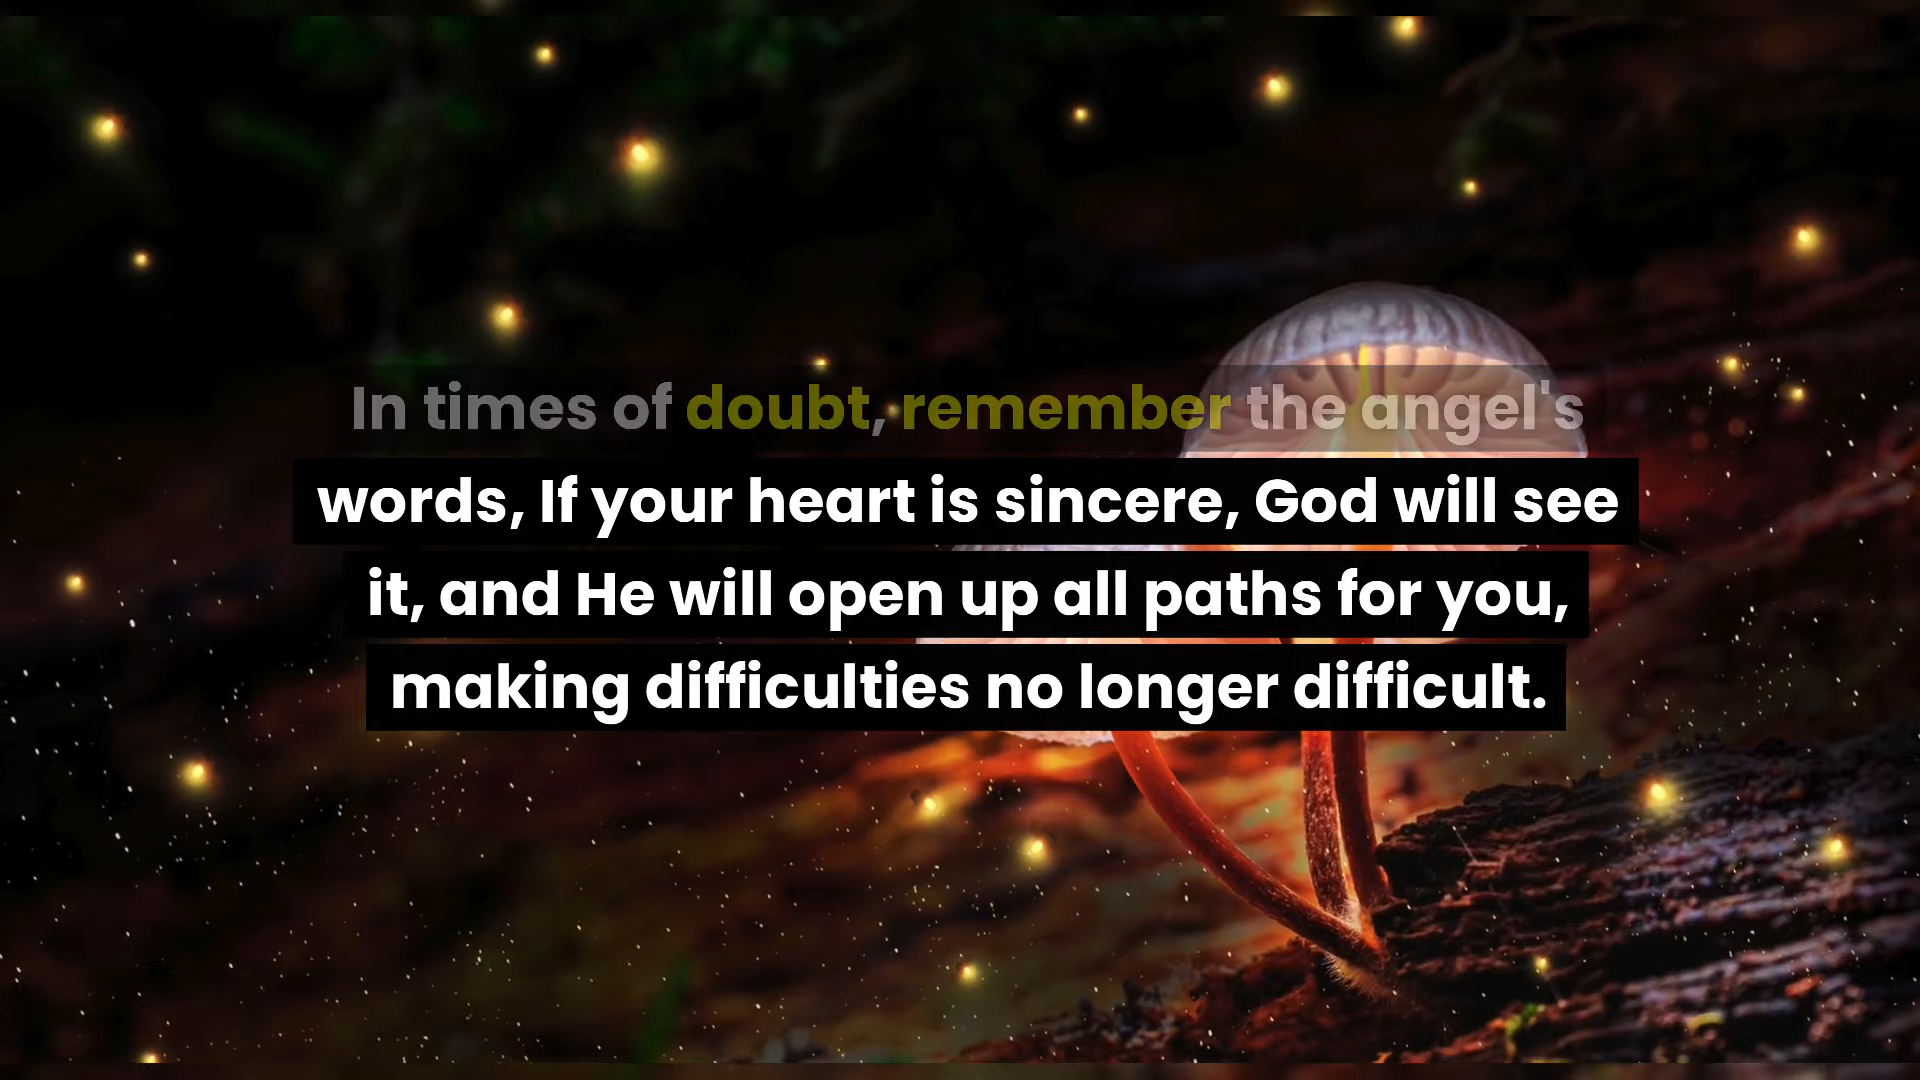 In times of doubt, remember the angel's
words, If your heart is sincere, God will see
it, and He will open up all paths for you,
making difficulties no longer difficult.